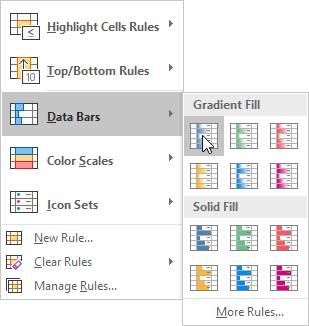 Highlight Cells Rules
Top/Bottom Rules
10
Data Bars
Color Scales
Icon Sets
New Rule...
Clear Rules
Manage Rules...
Gradient Fill
Solid Fill
More Rules...